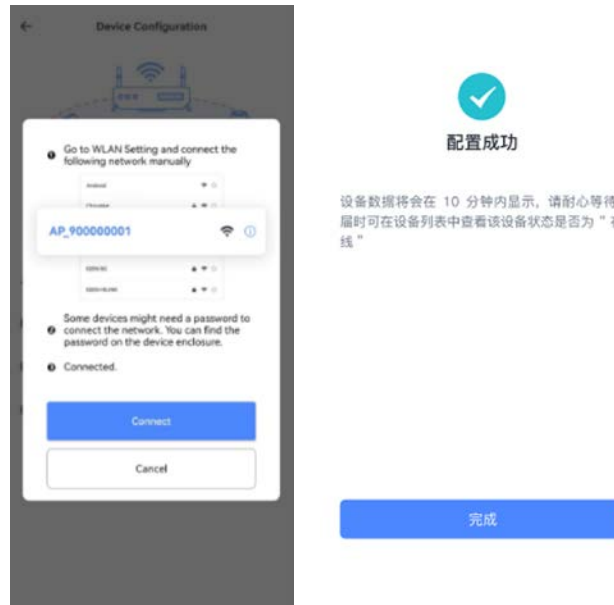 Device Configuration
Go to WLAN Setting and connect the
following network manually
Android
AP_900000001
Some devices might need a password to
connect the network. You can find the
password on the device enclosure.
Connected.
Connect
Cancel
配置成功
设备数据将会在 10 分钟内显示，请耐心等待
届时可在设备列表中查看该设备状态是否为 " 在
线 "
完成